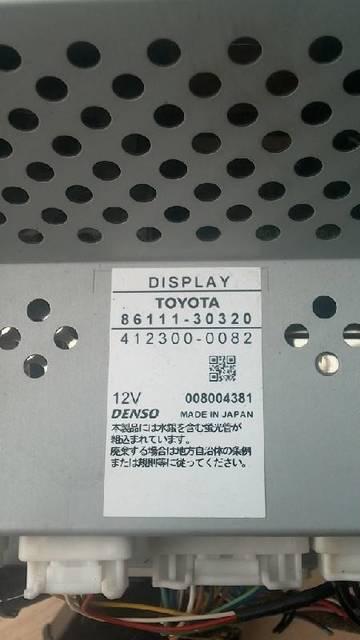 DISPLAY
TOYOTA
86111-30320
412300-0082
12V 008004381
DENSO MADE IN JAPAN
本製品には水銀を含む蛍光管が
組込まれています。
廃棄する場合は地方自治体の条例
または規則等に従ってください。